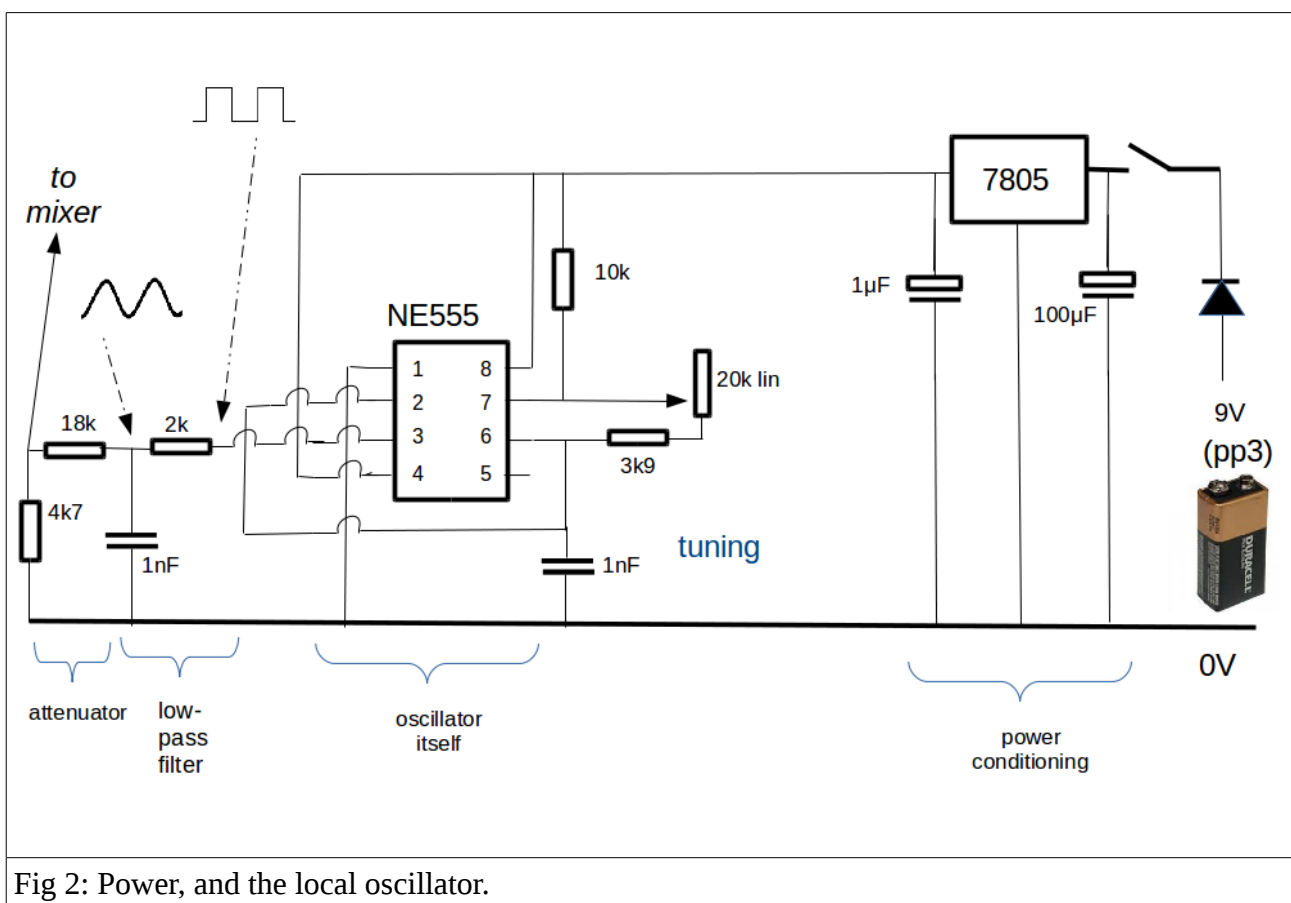 to
mixer
7805
10k
1µF
100µF
NE555
1 8
2 7
3 6
4 5
20k lin
3k9
18k
2k
4k7
1nF
1nF
tuning
9V
(pp3)
DURACELL
0V
attenuator
low-
pass
filter
oscillator
itself
power
conditioning
Fig 2: Power, and the local oscillator.